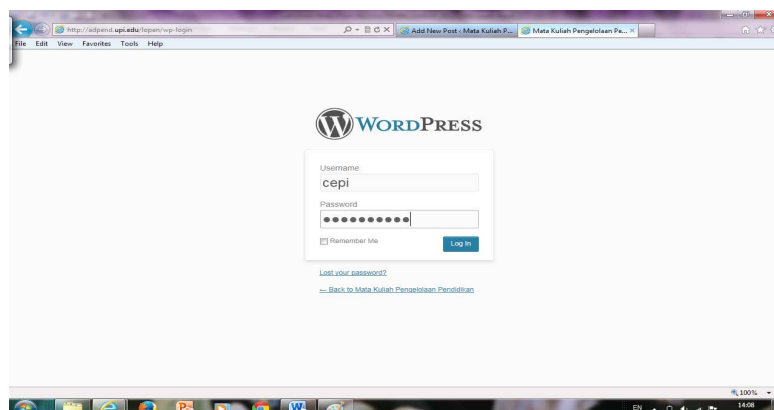 http://adpend.upi.edu/lopen/wp-login
Add New Post ‹ Mata Kuliah P...
Mata Kuliah Pengelolaan Pe...
File Edit View Favorites Tools Help
WORDPRESS
Username
cepi
Password
Remember Me
Log In
Lost your password?
← Back to Mata Kuliah Pengelolaan Pendidikan
100%
EN
14:08